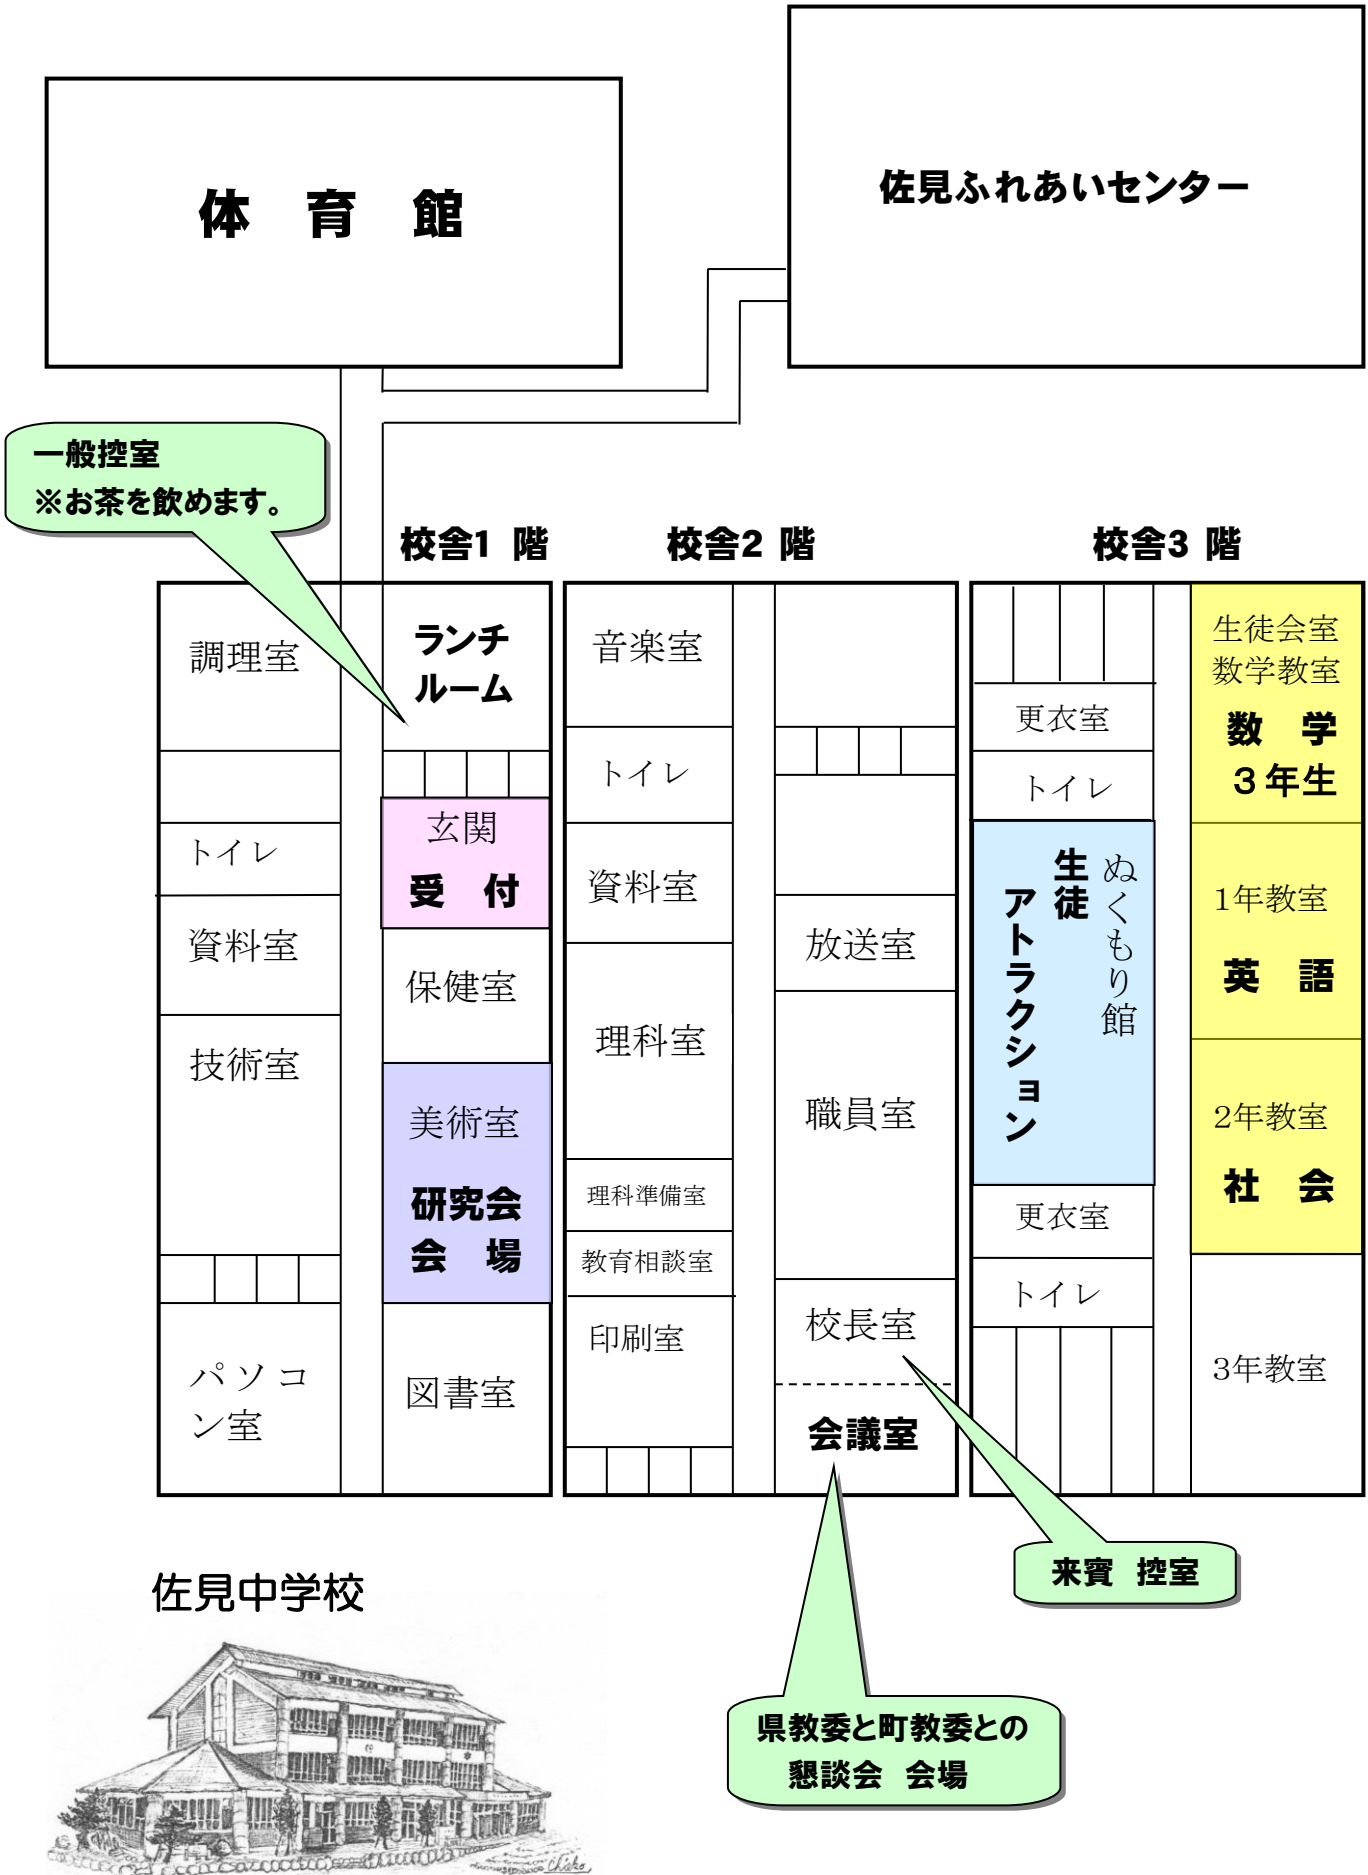 体 育 館
佐見ふれあいセンター
一般控室
※お茶を飲めます。
校舎1 階
調理室
トイレ
資料室
技術室
パソコ
ン室
ランチ
ルーム
玄関
受 付
保健室
美術室
研究会
会 場
図書室
校舎2 階
音楽室
トイレ
資料室
理科室
理科準備室
教育相談室
印刷室
放送室
職員室
校長室
会議室
校舎3 階
更衣室
トイレ
ぬくもり館
生徒
アトラクション
更衣室
トイレ
生徒会室
数学教室
数 学
３年生
1年教室
英 語
2年教室
社 会
3年教室
来賓 控室
県教委と町教委との
懇談会 会場
佐見中学校
Chieko